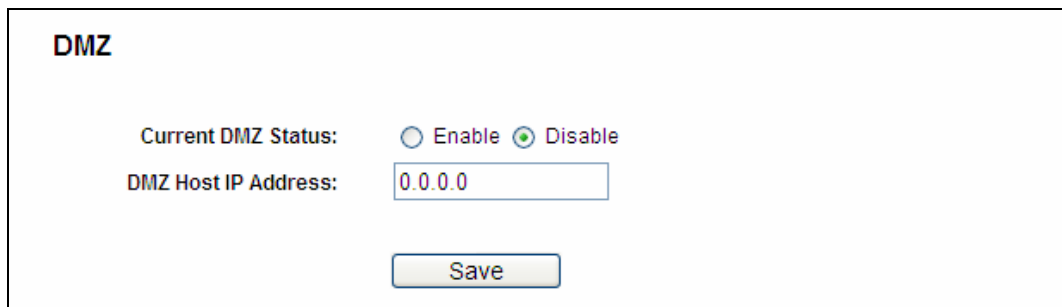 DMZ
Current DMZ Status: Enable Disable
DMZ Host IP Address: 0.0.0.0
Save